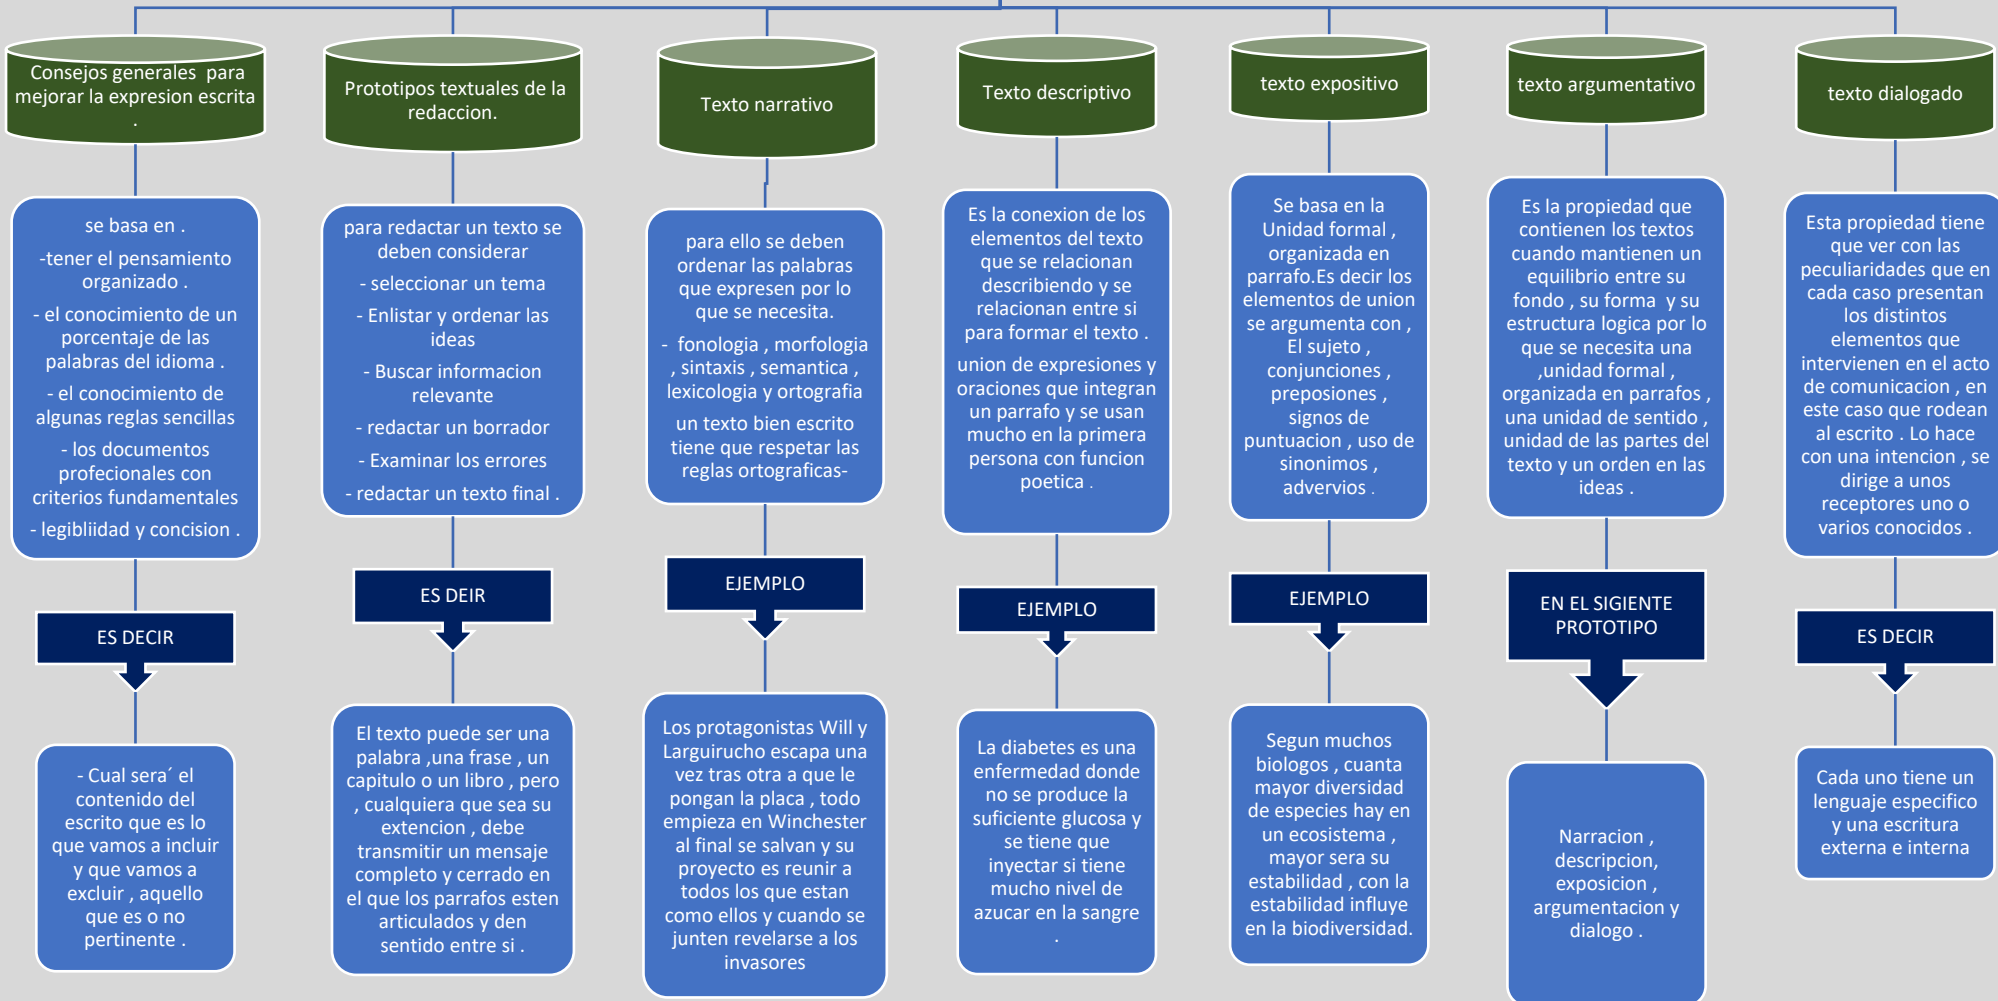 Consejos generales para
mejorar la expresion escrita
.
se basa en .
-tener el pensamiento
organizado .
- el conocimiento de un
porcentaje de las
palabras del idioma .
- el conocimiento de
algunas reglas sencillas
- los documentos
profecionales con
criterios fundamentales
- legibliidad y concision .
ES DECIR
- Cual sera´ el
contenido del
escrito que es lo
que vamos a incluir
y que vamos a
excluir , aquello
que es o no
pertinente .
Prototipos textuales de la
redaccion.
para redactar un texto se
deben considerar
- seleccionar un tema
- Enlistar y ordenar las
ideas
- Buscar informacion
relevante
- redactar un borrador
- Examinar los errores
- redactar un texto final .
ES DEIR
El texto puede ser una
palabra ,una frase , un
capitulo o un libro , pero
, cualquiera que sea su
extencion , debe
transmitir un mensaje
completo y cerrado en
el que los parrafos esten
articulados y den
sentido entre si .
Texto narrativo
para ello se deben
ordenar las palabras
que expresen por lo
que se necesita.
- fonologia , morfologia
, sintaxis , semantica ,
lexicologia y ortografia
un texto bien escrito
tiene que respetar las
reglas ortograficas-
EJEMPLO
Los protagonistas Will y
Larguirucho escapa una
vez tras otra a que le
pongan la placa , todo
empieza en Winchester
al final se salvan y su
proyecto es reunir a
todos los que estan
como ellos y cuando se
junten revelarse a los
invasores
Texto descriptivo
Es la conexion de los
elementos del texto
que se relacionan
describiendo y se
relacionan entre si
para formar el texto .
union de expresiones y
oraciones que integran
un parrafo y se usan
mucho en la primera
persona con funcion
poetica .
EJEMPLO
La diabetes es una
enfermedad donde
no se produce la
suficiente glucosa y
se tiene que
inyectar si tiene
mucho nivel de
azucar en la sangre
.
texto expositivo
Se basa en la
Unidad formal ,
organizada en
parrafo.Es decir los
elementos de union
se argumenta con ,
El sujeto ,
conjunciones ,
preposiones ,
signos de
puntuacion , uso de
sinonimos ,
advervios .
EJEMPLO
Segun muchos
biologos , cuanta
mayor diversidad
de especies hay en
un ecosistema ,
mayor sera su
estabilidad , con la
estabilidad influye
en la biodiversidad.
texto argumentativo
Es la propiedad que
contienen los textos
cuando mantienen un
equilibrio entre su
fondo , su forma y su
estructura logica por lo
que se necesita una
,unidad formal ,
organizada en parrafos ,
una unidad de sentido ,
unidad de las partes del
texto y un orden en las
ideas .
EN EL SIGIENTE
PROTOTIPO
Narracion ,
descripcion,
exposicion ,
argumentacion y
dialogo .
texto dialogado
Esta propiedad tiene
que ver con las
peculiaridades que en
cada caso presentan
los distintos
elementos que
intervienen en el acto
de comunicacion , en
este caso que rodean
al escrito . Lo hace
con una intencion , se
dirige a unos
receptores uno o
varios conocidos .
ES DECIR
Cada uno tiene un
lenguaje especifico
y una escritura
externa e interna